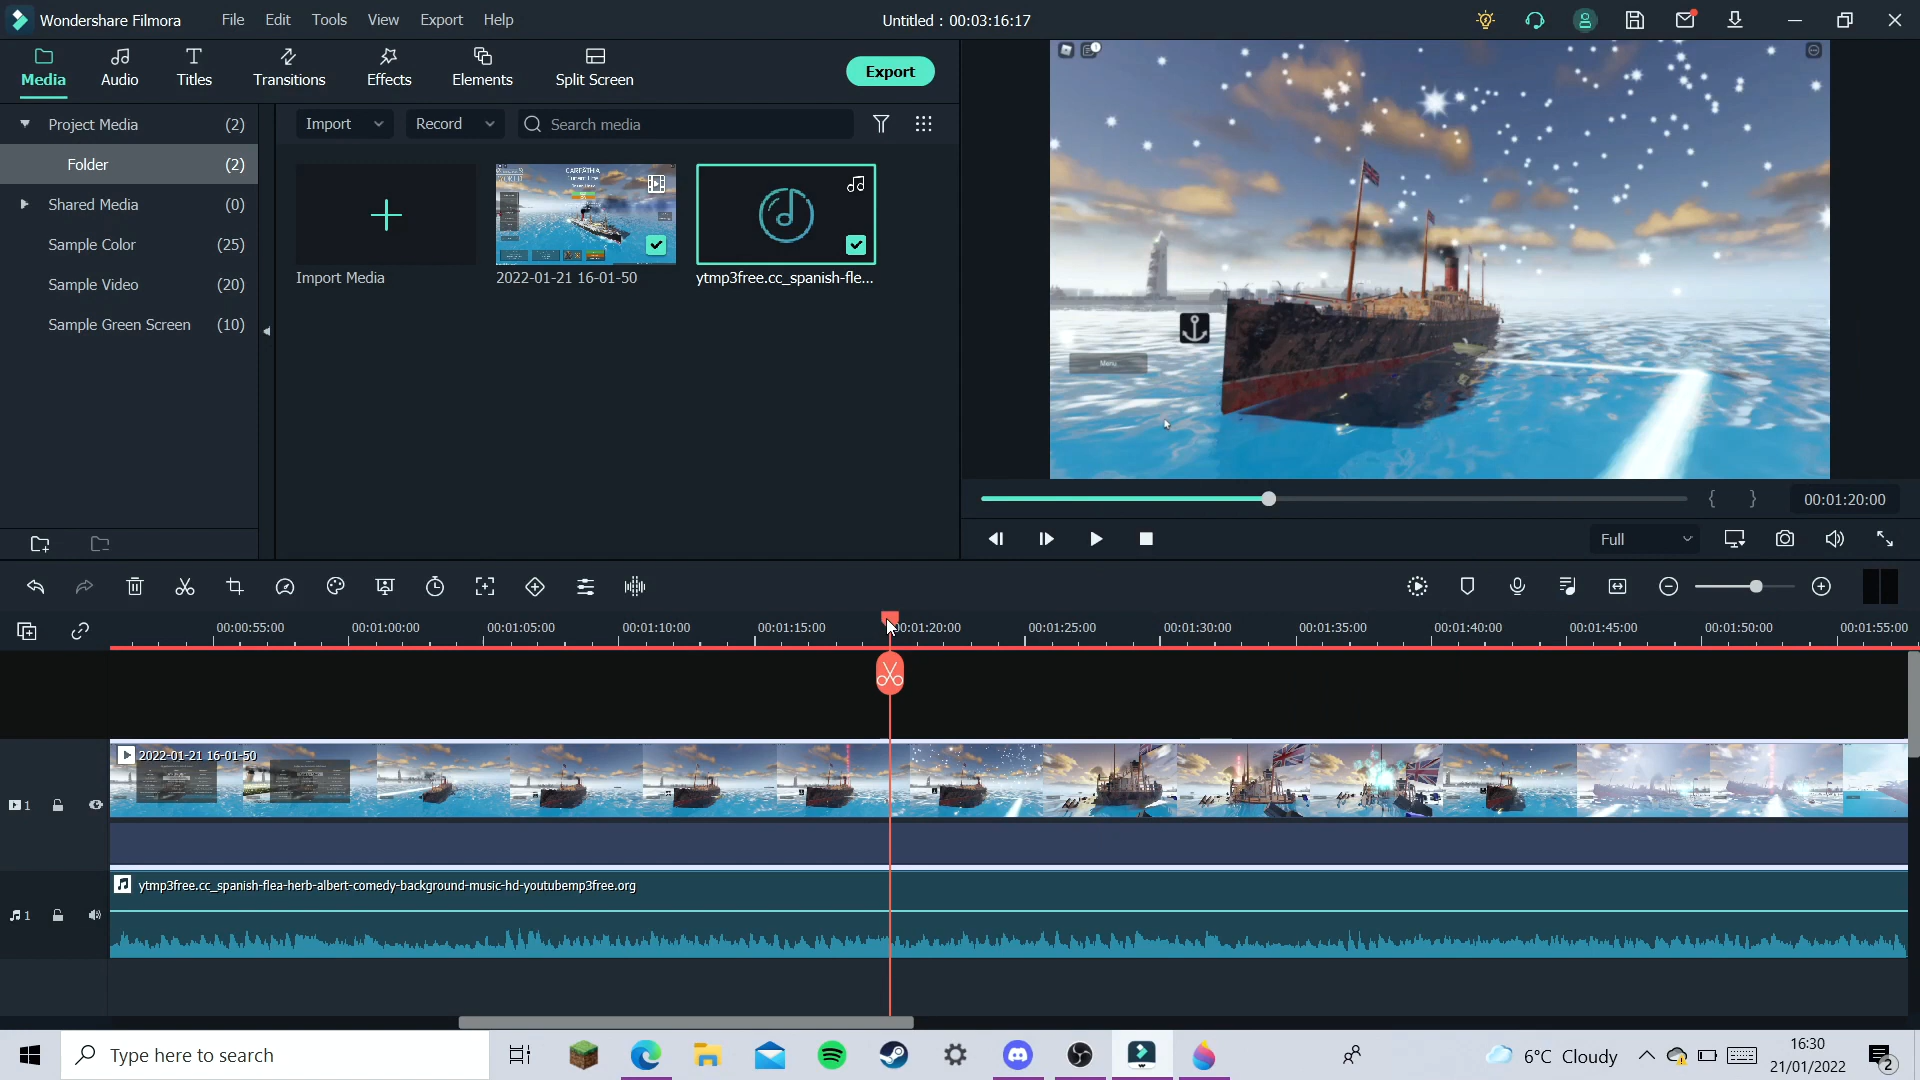 Wondershare Filmora File Edit Tools View Export Help Untitled : 00:03:16:17
Media Audio Titles Transitions Effects Elements Split Screen Export
Project Media (2)
Folder (2)
Shared Media (0)
Sample Color (25)
Sample Video (20)
Sample Green Screen (10)
Import Record Search media
CARPATHIA
Import Media 2022-01-21 16-01-50 ytmp3free.cc_spanish-fle...
Menu
00:01:20:00
Full
00:00:55:00 00:01:00:00 00:01:05:00 00:01:10:00 00:01:15:00 00:01:20:00 00:01:25:00 00:01:30:00 00:01:35:00 00:01:40:00 00:01:45:00 00:01:50:00 00:01:55:00
2022-01-21 16-01-50
1
ytmp3free.cc_spanish-flea-herb-albert-comedy-background-music-hd-youtubemp3free.org
1
Type here to search
6°C Cloudy
16:30
21/01/2022
2